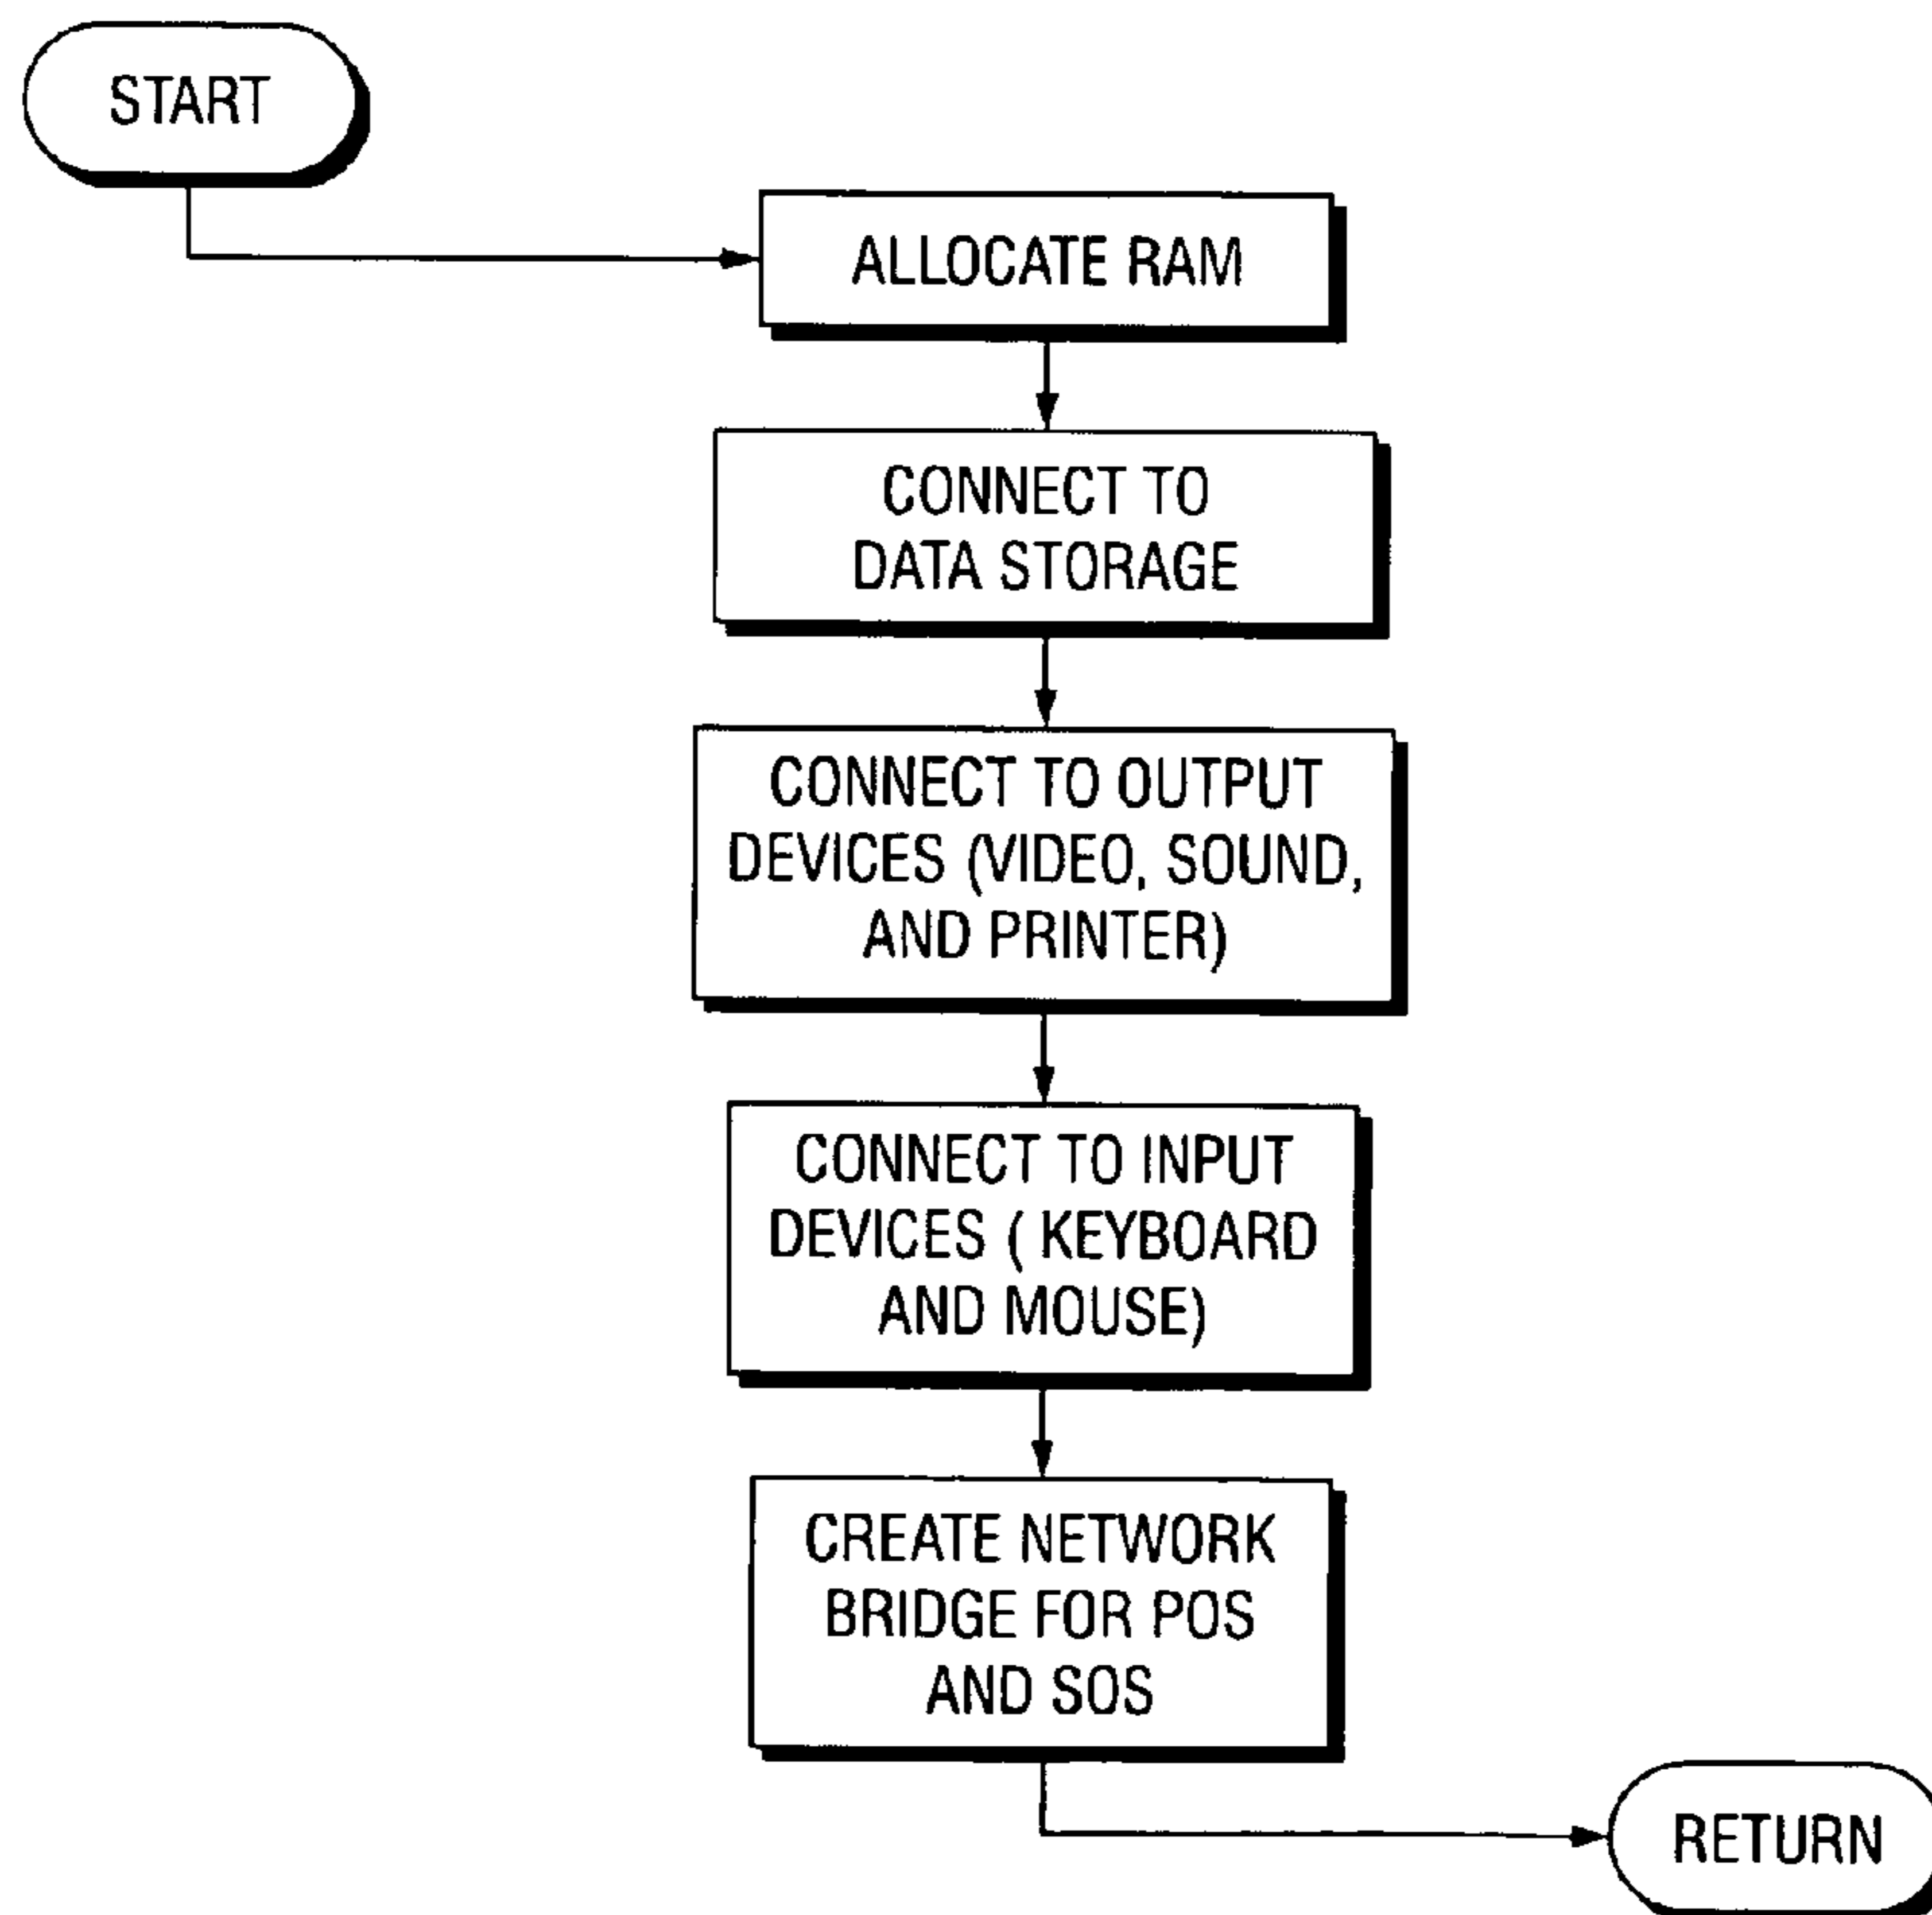 START
ALLOCATE RAM
CONNECT TO
DATA STORAGE
CONNECT TO OUTPUT
DEVICES (VIDEO, SOUND,
AND PRINTER)
CONNECT TO INPUT
DEVICES ( KEYBOARD
AND MOUSE)
CREATE NETWORK
BRIDGE FOR POS
AND SOS
RETURN